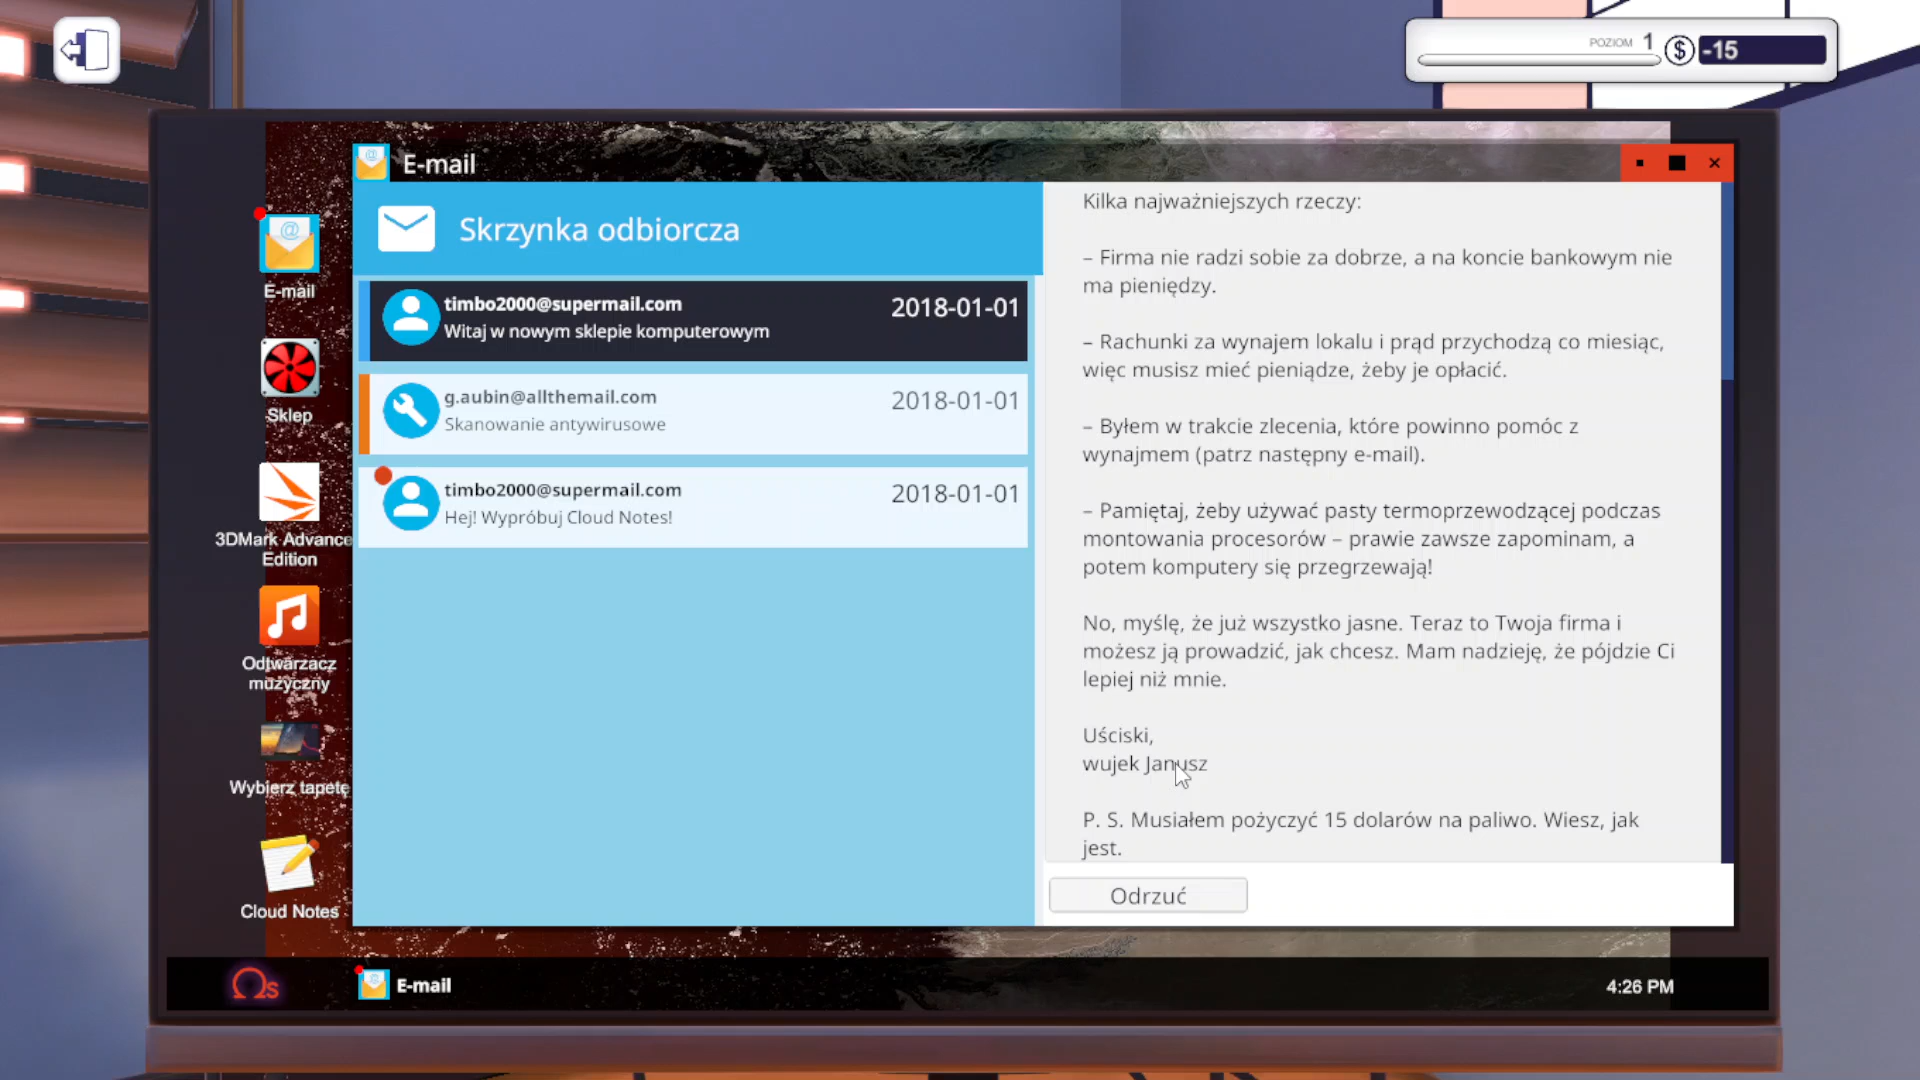 POZIOM 1
$ -15
E-mail
Skrzynka odbiorcza
timbo2000@supermail.com
2018-01-01
Witaj w nowym sklepie komputerowym
g.aubin@allthemail.com
2018-01-01
Skanowanie antywirusowe
timbo2000@supermail.com
2018-01-01
Hej! Wypróbuj Cloud Notes!
Kilka najważniejszych rzeczy:
– Firma nie radzi sobie za dobrze, a na koncie bankowym nie
ma pieniędzy.
– Rachunki za wynajem lokalu i prąd przychodzą co miesiąc,
więc musisz mieć pieniądze, żeby je opłacić.
– Byłem w trakcie zlecenia, które powinno pomóc z
wynajmem (patrz następny e-mail).
– Pamiętaj, żeby używać pasty termoprzewodzącej podczas
montowania procesorów – prawie zawsze zapominam, a
potem komputery się przegrzewają!
No, myślę, że już wszystko jasne. Teraz to Twoja firma i
możesz ją prowadzić, jak chcesz. Mam nadzieję, że pójdzie Ci
lepiej niż mnie.
Uściski,
wujek Janusz
P. S. Musiałem pożyczyć 15 dolarów na paliwo. Wiesz, jak
jest.
Odrzuć
E-mail
Sklep
3DMark Advance
Edition
Odtwarzacz
muzyczny
Wybierz tapetę
Cloud Notes
Ωs
E-mail
4:26 PM